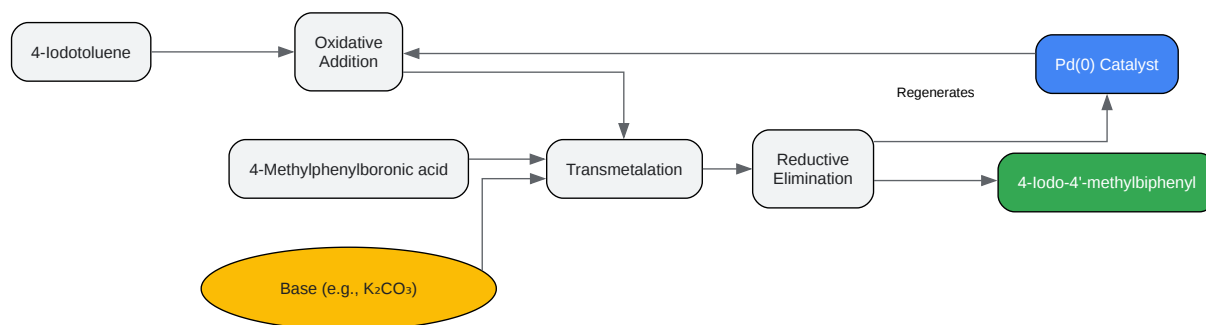 4-Iodotoluene
Oxidative
Addition
Pd(0) Catalyst
Regenerates
4-Methylphenylboronic acid
Transmetalation
Reductive
Elimination
4-Iodo-4'-methylbiphenyl
Base (e.g., K₂CO₃)